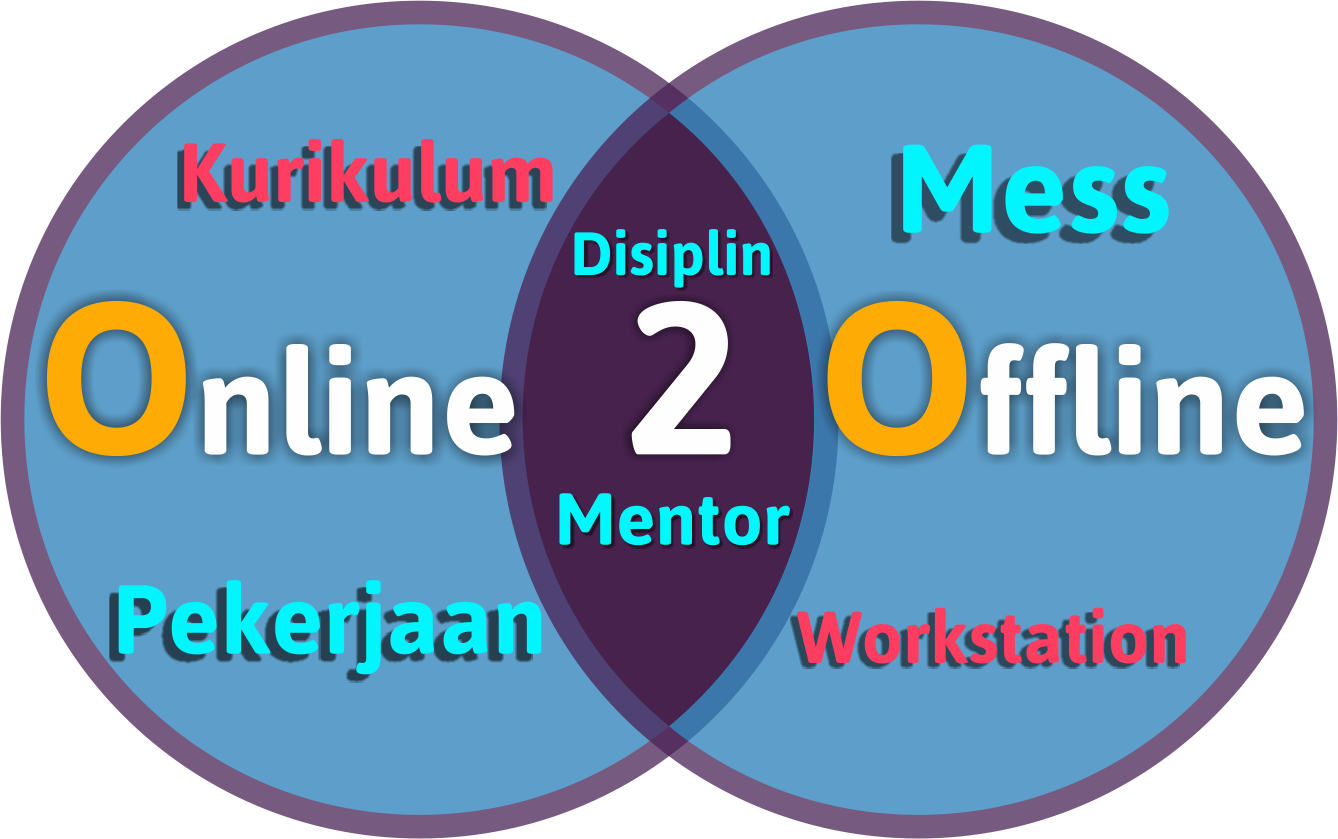 Kurikulum
Mess
Disiplin
Online 2 Offline
Mentor
Pekerjaan
Workstation